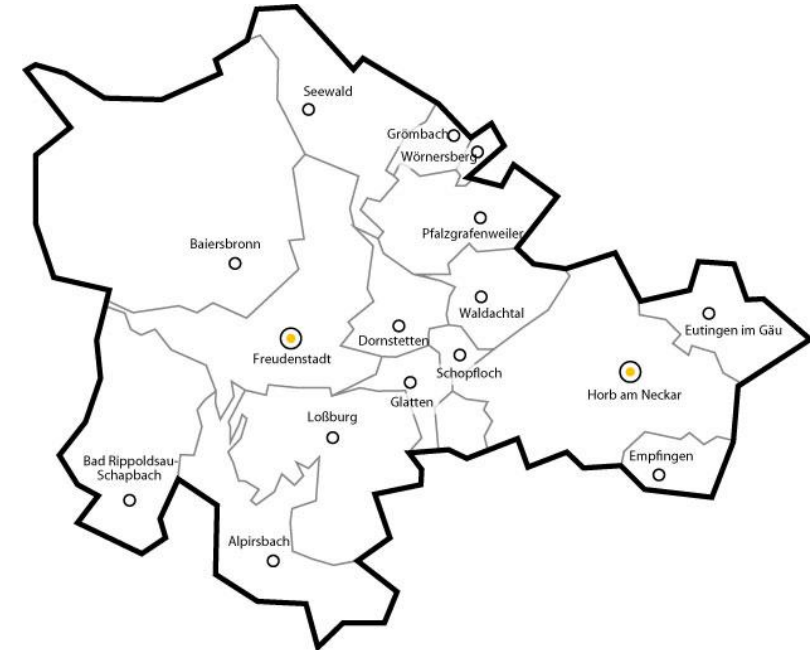 Seewald
Grömbach
Wörnersberg
Pfalzgrafenweiler
Baiersbronn
Waldachtal
Eutingen im Gäu
Dornstetten
Freudenstadt
Schopfloch
Horb am Neckar
Glatten
Loßburg
Empfingen
Bad Rippoldsau-
Schapbach
Alpirsbach